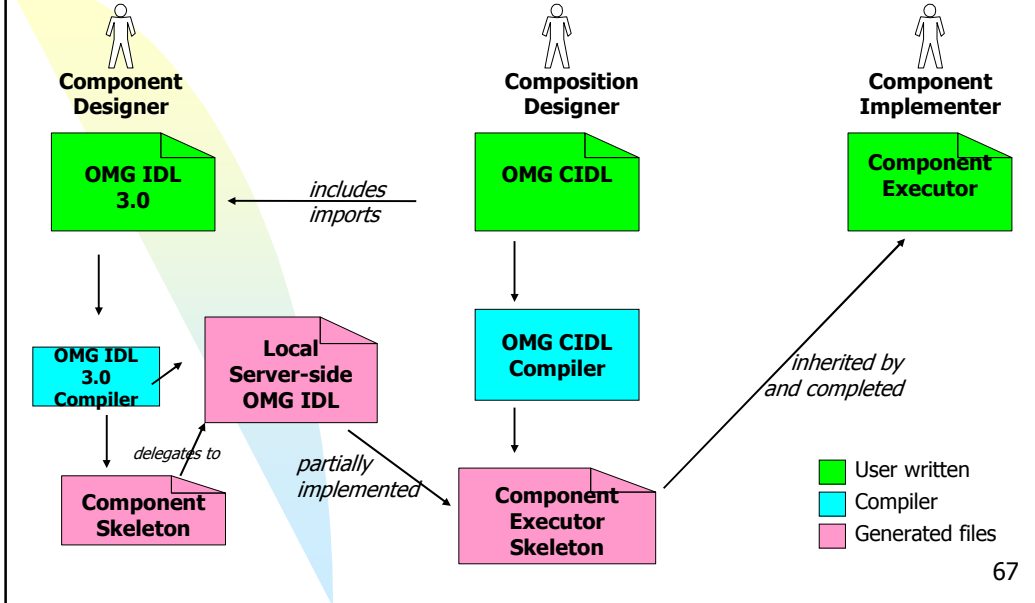 Component
Designer
Composition
Designer
Component
Implementer
OMG IDL
3.0
includes
imports
OMG CIDL
Component
Executor
OMG IDL
3.0
Compiler
Local
Server-side
OMG IDL
OMG CIDL
Compiler
inherited by
and completed
delegates to
partially
implemented
Component
Skeleton
Component
Executor
Skeleton
User written
Compiler
Generated files
67